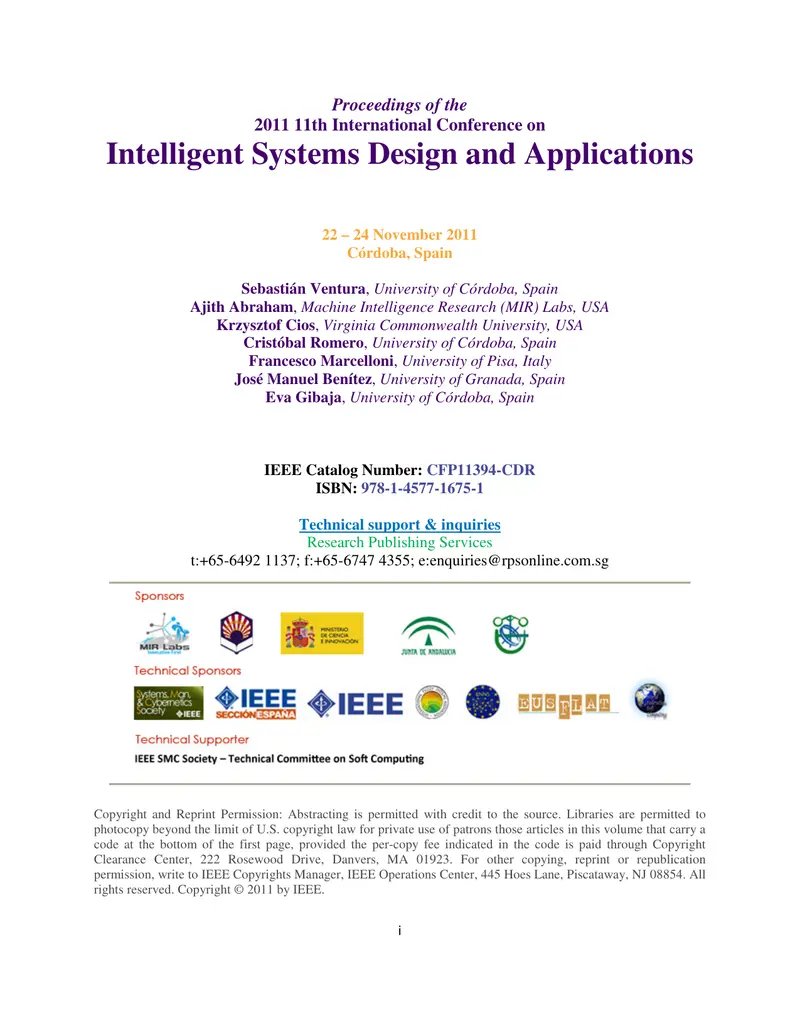 Proceedings of the
2011 11th International Conference on
Intelligent Systems Design and Applications
22 – 24 November 2011
Córdoba, Spain
Sebastián Ventura, University of Córdoba, Spain
Ajith Abraham, Machine Intelligence Research (MIR) Labs, USA
Krzysztof Cios, Virginia Commonwealth University, USA
Cristóbal Romero, University of Córdoba, Spain
Francesco Marcelloni, University of Pisa, Italy
José Manuel Benítez, University of Granada, Spain
Eva Gibaja, University of Córdoba, Spain
IEEE Catalog Number: CFP11394-CDR
ISBN: 978-1-4577-1675-1
Technical support & inquiries
Research Publishing Services
t:+65-6492 1137; f:+65-6747 4355; e:enquiries@rpsonline.com.sg
Sponsors
MIR Labs
MINISTERIO
DE CIENCIA
E INNOVACIÓN
JUNTA DE ANDALUCIA
Technical Sponsors
Systems, Man,
& Cybernetics
Society
IEEE
IEEE
SECCIÓN ESPAÑA
IEEE
ENNS
EUSFLAT
Technical Supporter
IEEE SMC Society – Technical Committee on Soft Computing
Copyright and Reprint Permission: Abstracting is permitted with credit to the source. Libraries are permitted to
photocopy beyond the limit of U.S. copyright law for private use of patrons those articles in this volume that carry a
code at the bottom of the first page, provided the per-copy fee indicated in the code is paid through Copyright
Clearance Center, 222 Rosewood Drive, Danvers, MA 01923. For other copying, reprint or republication
permission, write to IEEE Copyrights Manager, IEEE Operations Center, 445 Hoes Lane, Piscataway, NJ 08854. All
rights reserved. Copyright © 2011 by IEEE.
i